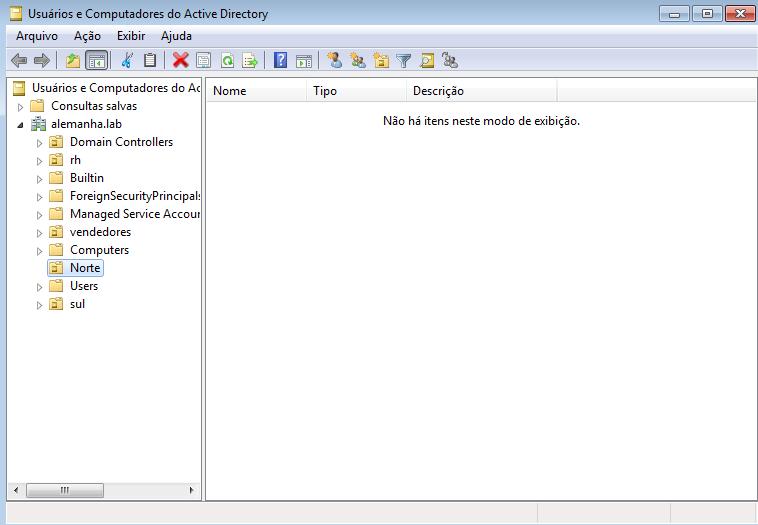 Usuários e Computadores do Active Directory
Arquivo Ação Exibir Ajuda
Usuários e Computadores do Ac
Consultas salvas
alemanha.lab
Domain Controllers
rh
Builtin
ForeignSecurityPrincipals
Managed Service Accour
vendedores
Computers
Norte
Users
sul
Nome Tipo Descrição
Não há itens neste modo de exibição.